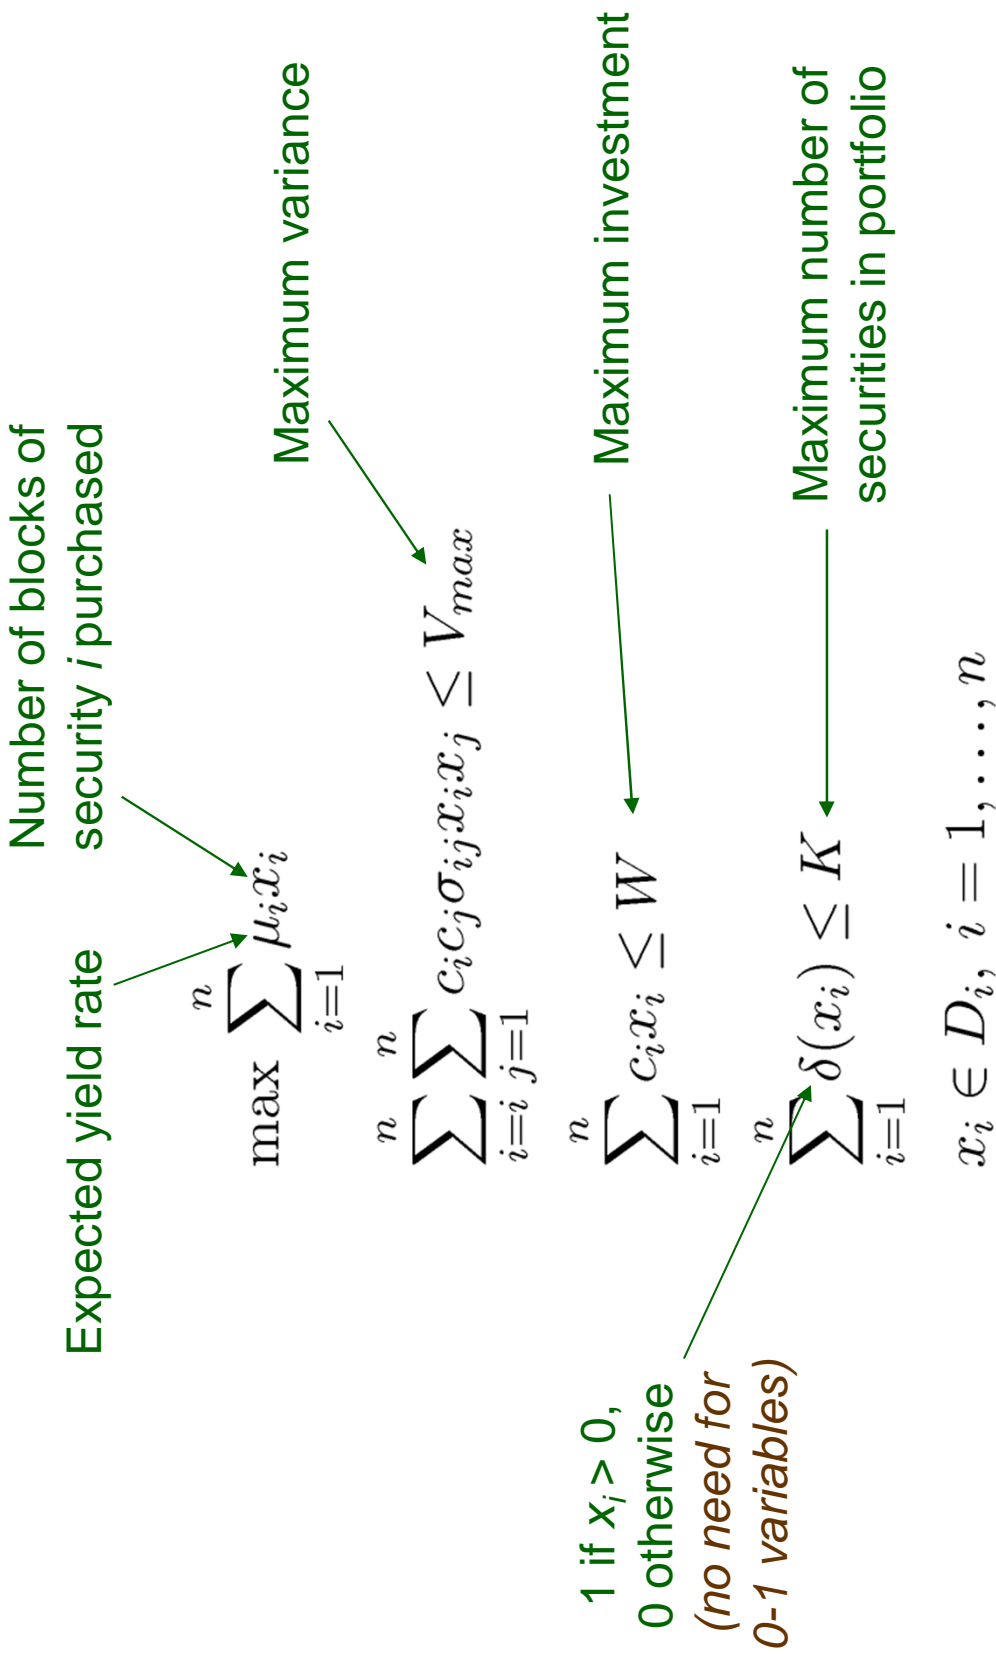 Number of blocks of
security i purchased
Expected yield rate
max ∑_{i=1}^{n} μ_i x_i
Maximum variance
∑_{i=i}^{n} ∑_{j=1}^{n} c_i c_j σ_{ij} x_i x_j ≤ V_{max}
Maximum investment
∑_{i=1}^{n} c_i x_i ≤ W
1 if x_i > 0,
0 otherwise
(no need for
0-1 variables)
∑_{i=1}^{n} δ(x_i) ≤ K
Maximum number of
securities in portfolio
x_i ∈ D_i, i = 1, . . . , n